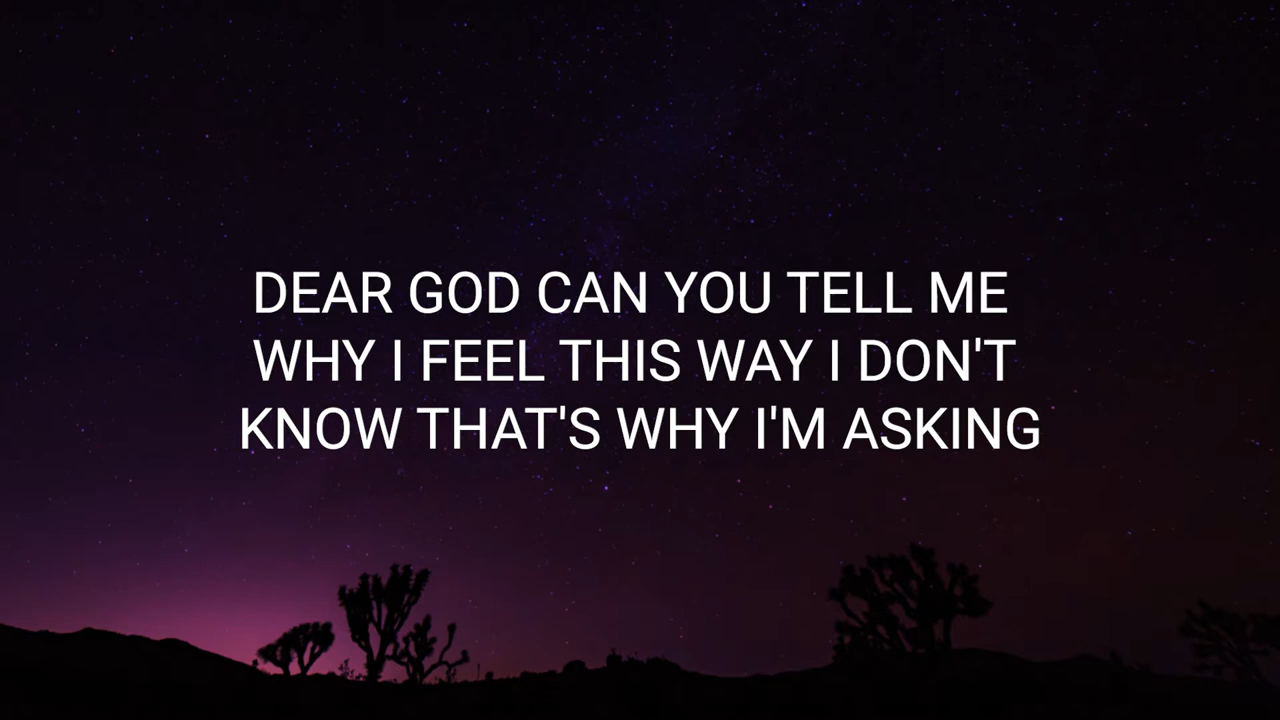 DEAR GOD CAN YOU TELL ME
WHY I FEEL THIS WAY I DON'T
KNOW THAT'S WHY I'M ASKING